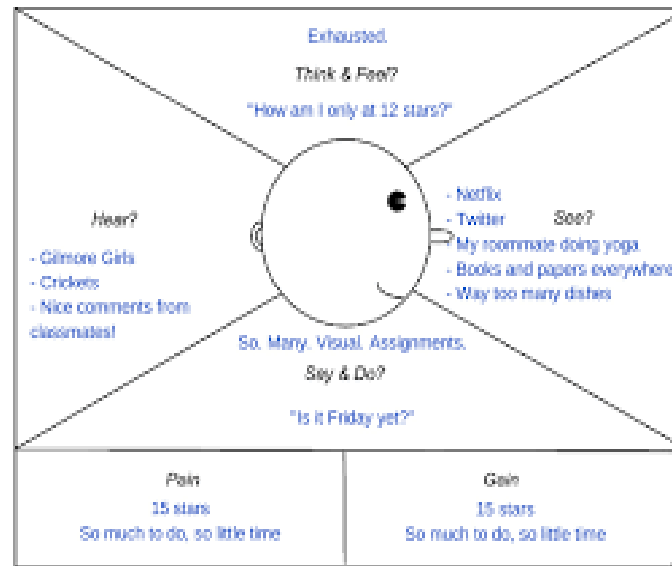 Exhausted.
Think & Feel?
"How am I only at 12 stars?"
Hear?
- Gilmore Girls
- Crickets
- Nice comments from
classmates!
See?
- Netflix
- Twitter
- My roommate doing yoga
- Books and papers everywhere
- Way too many dishes
So. Many. Visual. Assignments.
Say & Do?
"Is it Friday yet?"
Pain
15 stars
So much to do, so little time
Gain
15 stars
So much to do, so little time